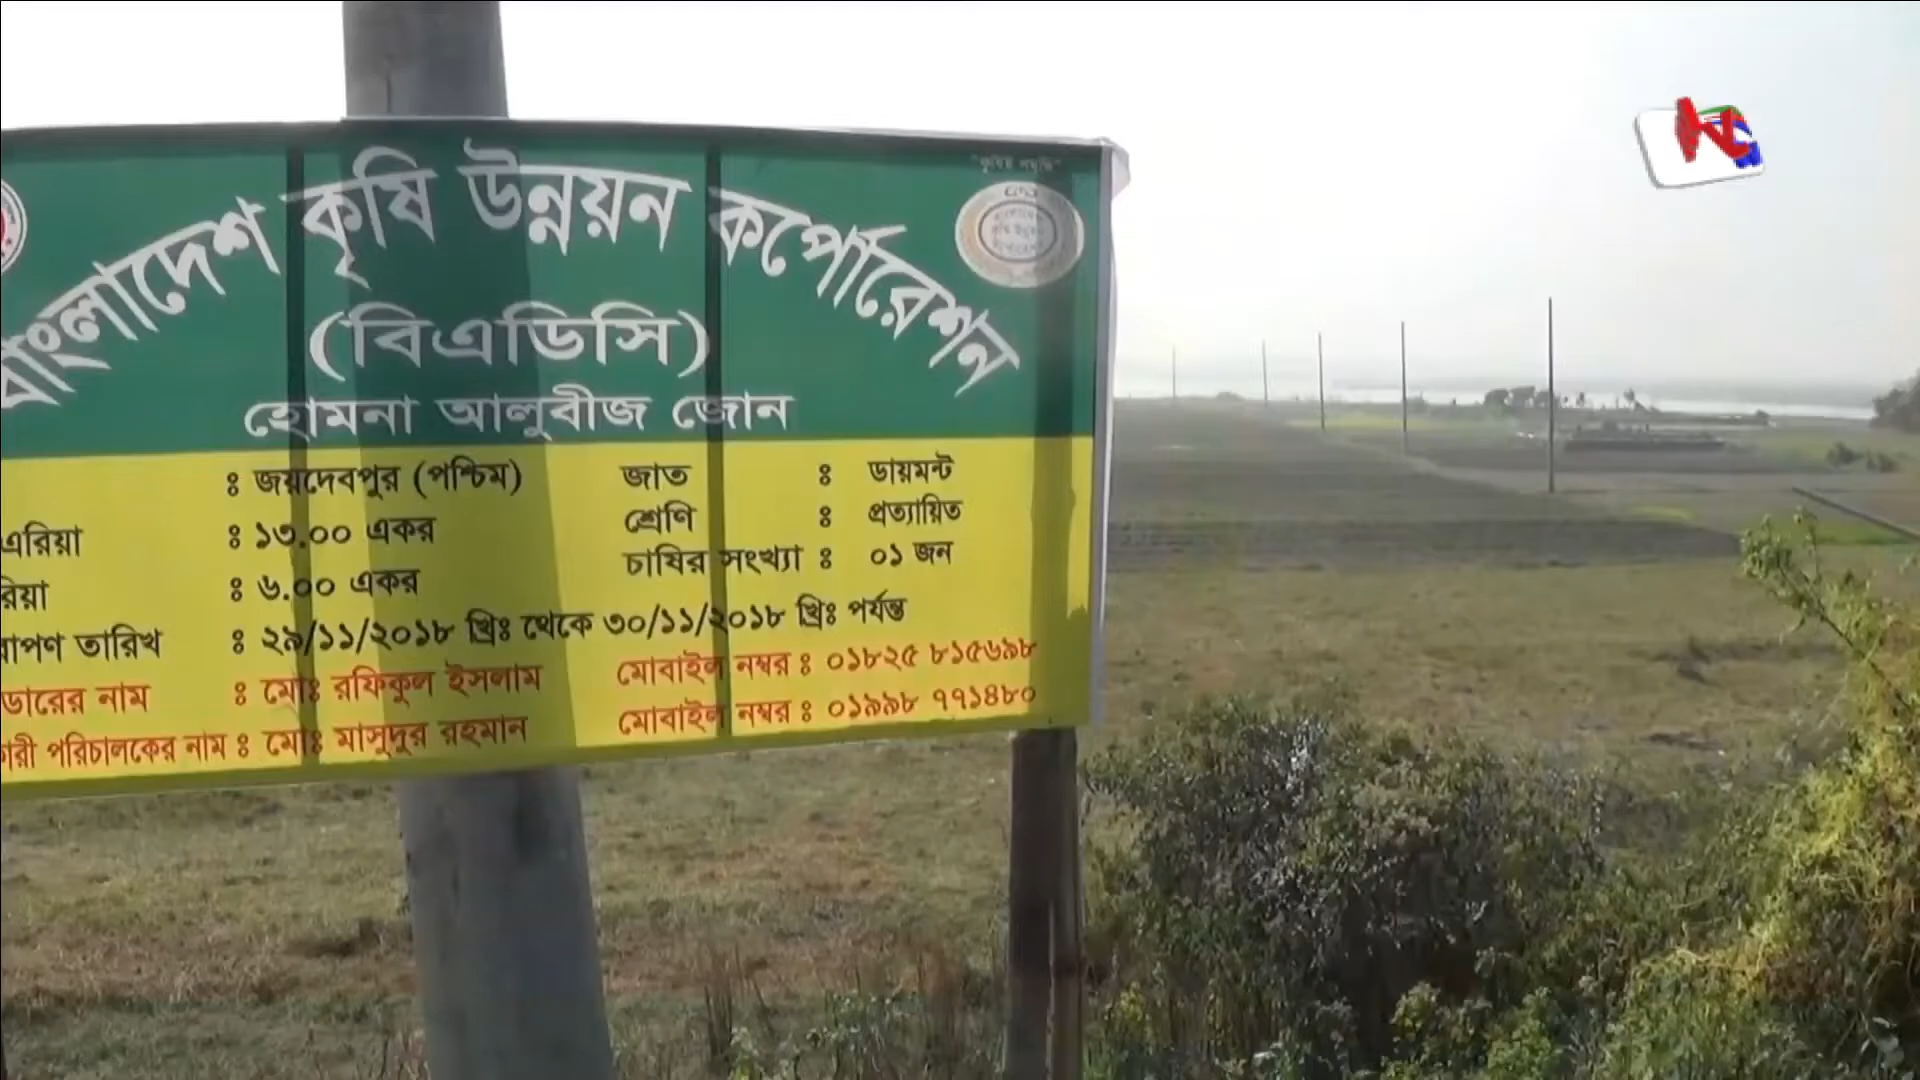 "কৃষিই সমৃদ্ধি"
বাংলাদেশ কৃষি উন্নয়ন কর্পোরেশন
(বিএডিসি)
হোমনা আলুবীজ জোন
ঃ জয়দেবপুর (পশ্চিম) জাত ঃ ডায়মন্ট
এরিয়া ঃ ১৩.০০ একর শ্রেণি ঃ প্রত্যায়িত
রিয়া ঃ ৬.০০ একর চাষির সংখ্যা ঃ ০১ জন
রোপণ তারিখ ঃ ২৯/১১/২০১৮ খ্রিঃ থেকে ৩০/১১/২০১৮ খ্রিঃ পর্যন্ত
ডারের নাম ঃ মোঃ রফিকুল ইসলাম মোবাইল নম্বর ঃ ০১৮২৫ ৮১৫৬৯৮
কারী পরিচালকের নাম ঃ মোঃ মাসুদুর রহমান মোবাইল নম্বর ঃ ০১৯৯৮ ৭৭১৪৮০